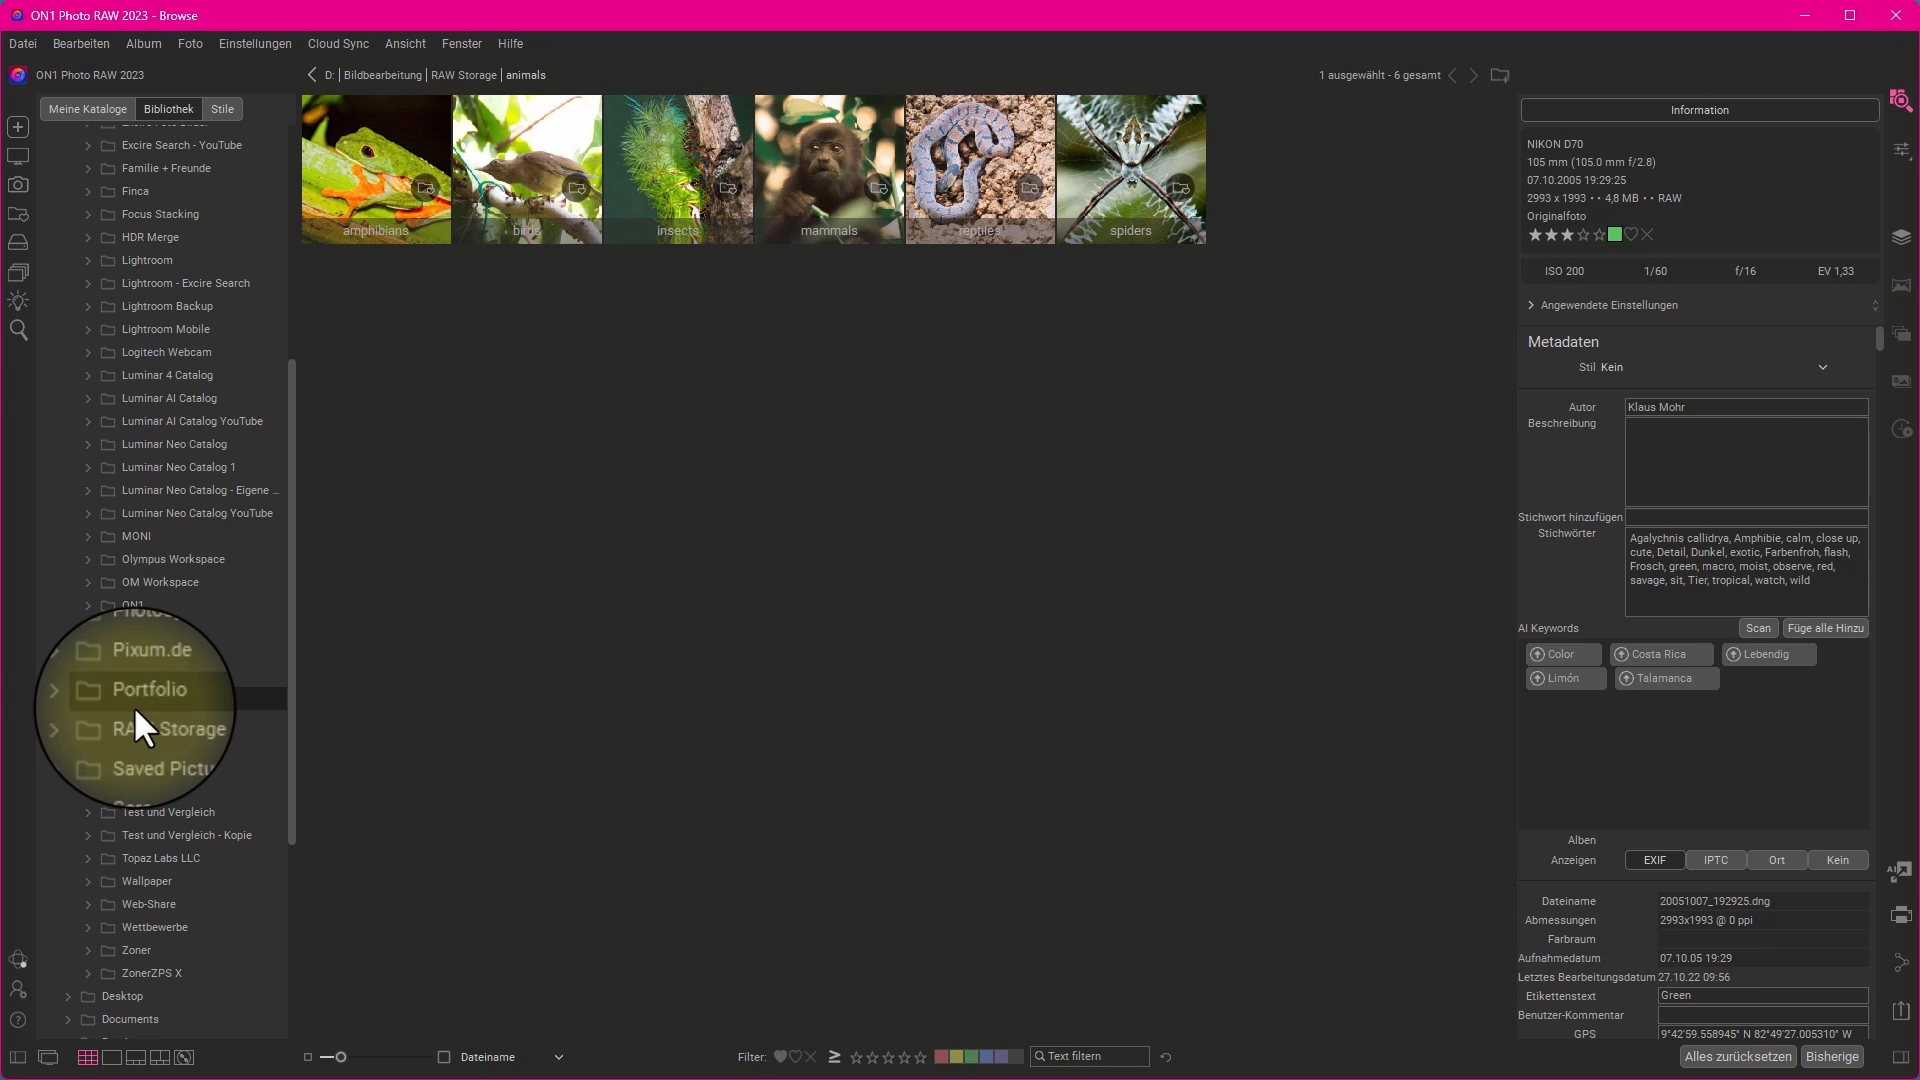 ON1 Photo RAW 2023 - Browse
Datei Bearbeiten Album Foto Einstellungen Cloud Sync Ansicht Fenster Hilfe
ON1 Photo RAW 2023
D: Bildbearbeitung RAW Storage animals
1 ausgewählt - 6 gesamt
Meine Kataloge Bibliothek Stile
Excire Search - YouTube
Familie + Freunde
Finca
Focus Stacking
HDR Merge
Lightroom
Lightroom - Excire Search
Lightroom Backup
Lightroom Mobile
Logitech Webcam
Luminar 4 Catalog
Luminar AI Catalog
Luminar AI Catalog YouTube
Luminar Neo Catalog
Luminar Neo Catalog 1
Luminar Neo Catalog - Eigene ...
Luminar Neo Catalog YouTube
MONI
Olympus Workspace
OM Workspace
ON1
Pixum.de
Portfolio
Storage
Saved
Test und Vergleich
Test und Vergleich - Kopie
Topaz Labs LLC
Wallpaper
Web-Share
Wettbewerbe
Zoner
ZonerZPS X
Desktop
Documents
amphibians birds insects mammals reptiles spiders
Information
NIKON D70
105 mm (105.0 mm f/2.8)
07.10.2005 19:29:25
2993 x 1993 • • 4,8 MB • • RAW
Originalfoto
ISO 200 1/60 f/16 EV 1,33
Angewendete Einstellungen
Metadaten
Stil Kein
Autor Klaus Mohr
Beschreibung
Stichwort hinzufügen
Stichwörter
Agalychnis callidrya, Amphibie, calm, close up,
cute, Detail, Dunkel, exotic, Farbenfroh, flash,
Frosch, green, macro, moist, observe, red,
savage, sit, Tier, tropical, watch, wild
AI Keywords Scan Füge alle Hinzu
Color Costa Rica Lebendig
Limón Talamanca
Alben
Anzeigen EXIF IPTC Ort Kein
Dateiname 20051007_192925.dng
Abmessungen 2993x1993 @ 0 ppi
Farbraum
Aufnahmedatum 07.10.05 19:29
Letztes Bearbeitungsdatum 27.10.22 09:56
Etikettenstext Green
Benutzer-Kommentar
GPS 9°42'59.558945" N 82°49'27.005310" W
Dateiname
Filter: ≥ Text filtern
Alles zurücksetzen Bisherige
AI